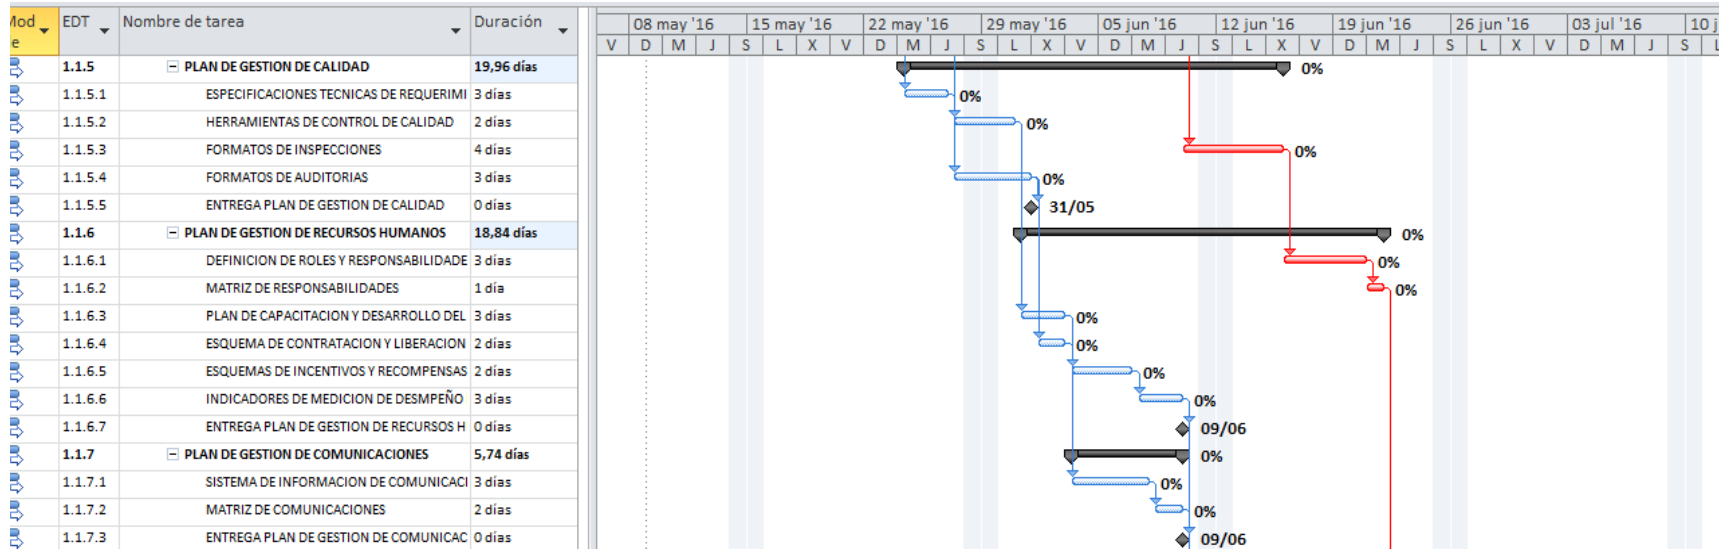 Mod EDT Nombre de tarea Duración 08 may '16 15 may '16 22 may '16 29 may '16 05 jun '16 12 jun '16 19 jun '16 26 jun '16 03 jul '16
V D M J S L X V D M J S L X V D M J S L X V D M J S L X V D M J S
1.1.5 PLAN DE GESTION DE CALIDAD 19,96 días 0%
1.1.5.1 ESPECIFICACIONES TECNICAS DE REQUERIMI 3 días 0%
1.1.5.2 HERRAMIENTAS DE CONTROL DE CALIDAD 2 días 0%
1.1.5.3 FORMATOS DE INSPECCIONES 4 días 0%
1.1.5.4 FORMATOS DE AUDITORIAS 3 días 0%
1.1.5.5 ENTREGA PLAN DE GESTION DE CALIDAD 0 días 31/05
1.1.6 PLAN DE GESTION DE RECURSOS HUMANOS 18,84 días 0%
1.1.6.1 DEFINICION DE ROLES Y RESPONSABILIDADE 3 días 0%
1.1.6.2 MATRIZ DE RESPONSABILIDADES 1 día 0%
1.1.6.3 PLAN DE CAPACITACION Y DESARROLLO DEL 3 días 0%
1.1.6.4 ESQUEMA DE CONTRATACION Y LIBERACION 2 días 0%
1.1.6.5 ESQUEMAS DE INCENTIVOS Y RECOMPENSAS 2 días 0%
1.1.6.6 INDICADORES DE MEDICION DE DESMPEÑO 3 días 0%
1.1.6.7 ENTREGA PLAN DE GESTION DE RECURSOS H 0 días 09/06
1.1.7 PLAN DE GESTION DE COMUNICACIONES 5,74 días 0%
1.1.7.1 SISTEMA DE INFORMACION DE COMUNICACI 3 días 0%
1.1.7.2 MATRIZ DE COMUNICACIONES 2 días 0%
1.1.7.3 ENTREGA PLAN DE GESTION DE COMUNICAC 0 días 09/06